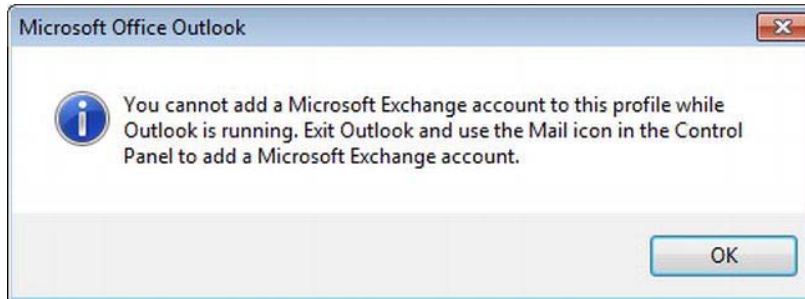 Microsoft Office Outlook
You cannot add a Microsoft Exchange account to this profile while
Outlook is running. Exit Outlook and use the Mail icon in the Control
Panel to add a Microsoft Exchange account.
OK